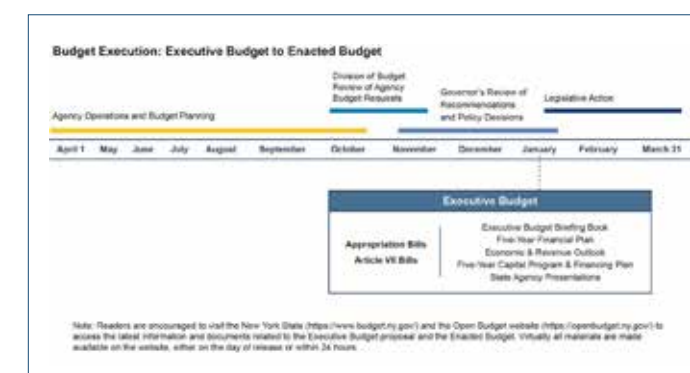 Budget Execution: Executive Budget to Enacted Budget
Division of Budget
Review of Agency
Budget Requests
Governor's Review of
Recommendations
and Policy Decisions
Legislative Action
Agency Operations and Budget Planning
April 1 May June July August September October November December January February March 31
Executive Budget
Appropriation Bills
Article VII Bills
Executive Budget Briefing Book
Five-Year Financial Plan
Economic & Revenue Outlook
Five-Year Capital Program & Financing Plan
State Agency Presentations
Note: Readers are encouraged to visit the New York State (https://www.budget.ny.gov/) and the Open Budget website (https://openbudget.ny.gov/) to
access the latest information and documents related to the Executive Budget proposal and the Enacted Budget. Virtually all materials are made
available on the website, either on the day of release or within 24 hours.